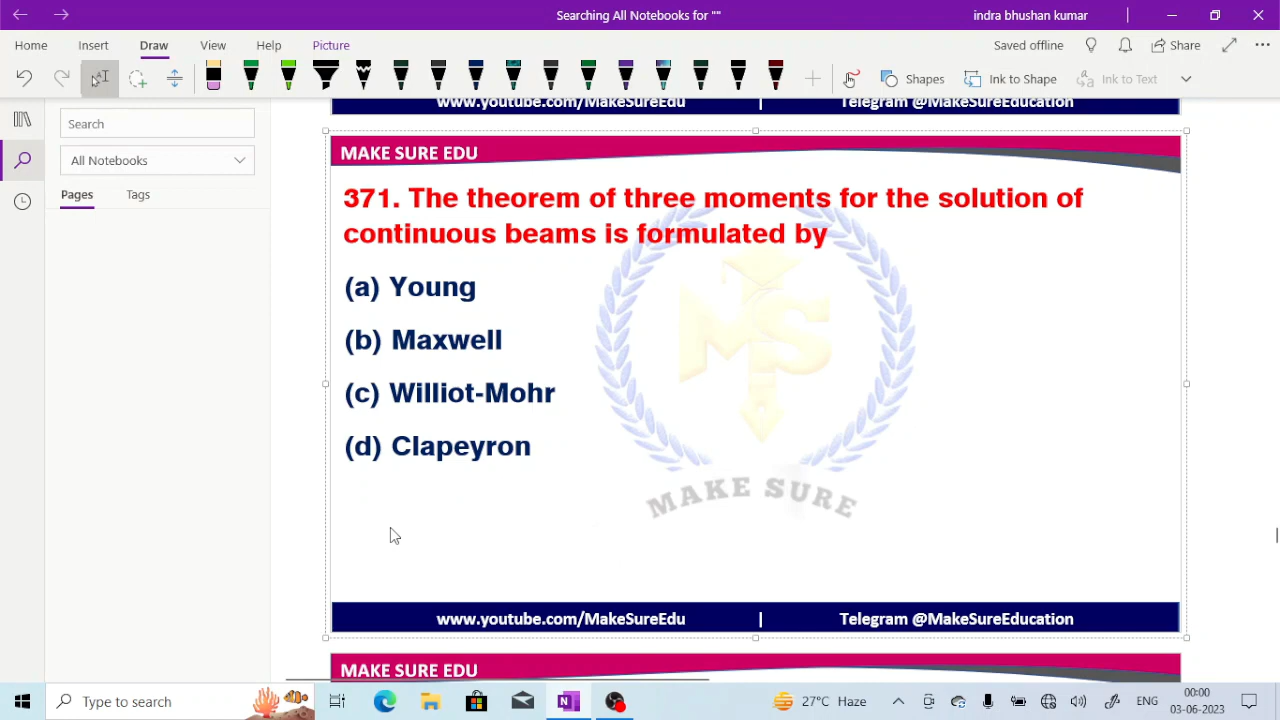 Searching All Notebooks for ""
indra bhushan kumar
Home
Insert
Draw
View
Help
Picture
Saved offline
Share
Shapes
Ink to Shape
Ink to Text
www.youtube.com/MakeSureEdu | Telegram @MakeSureEducation
Search
All Notebooks
Pages
Tags
MAKE SURE EDU
371. The theorem of three moments for the solution of
continuous beams is formulated by
(a) Young
(b) Maxwell
(c) Williot-Mohr
(d) Clapeyron
MS
MAKE SURE
www.youtube.com/MakeSureEdu | Telegram @MakeSureEducation
MAKE SURE EDU
Type to search
27°C Haze
ENG
00:00
03-06-2023